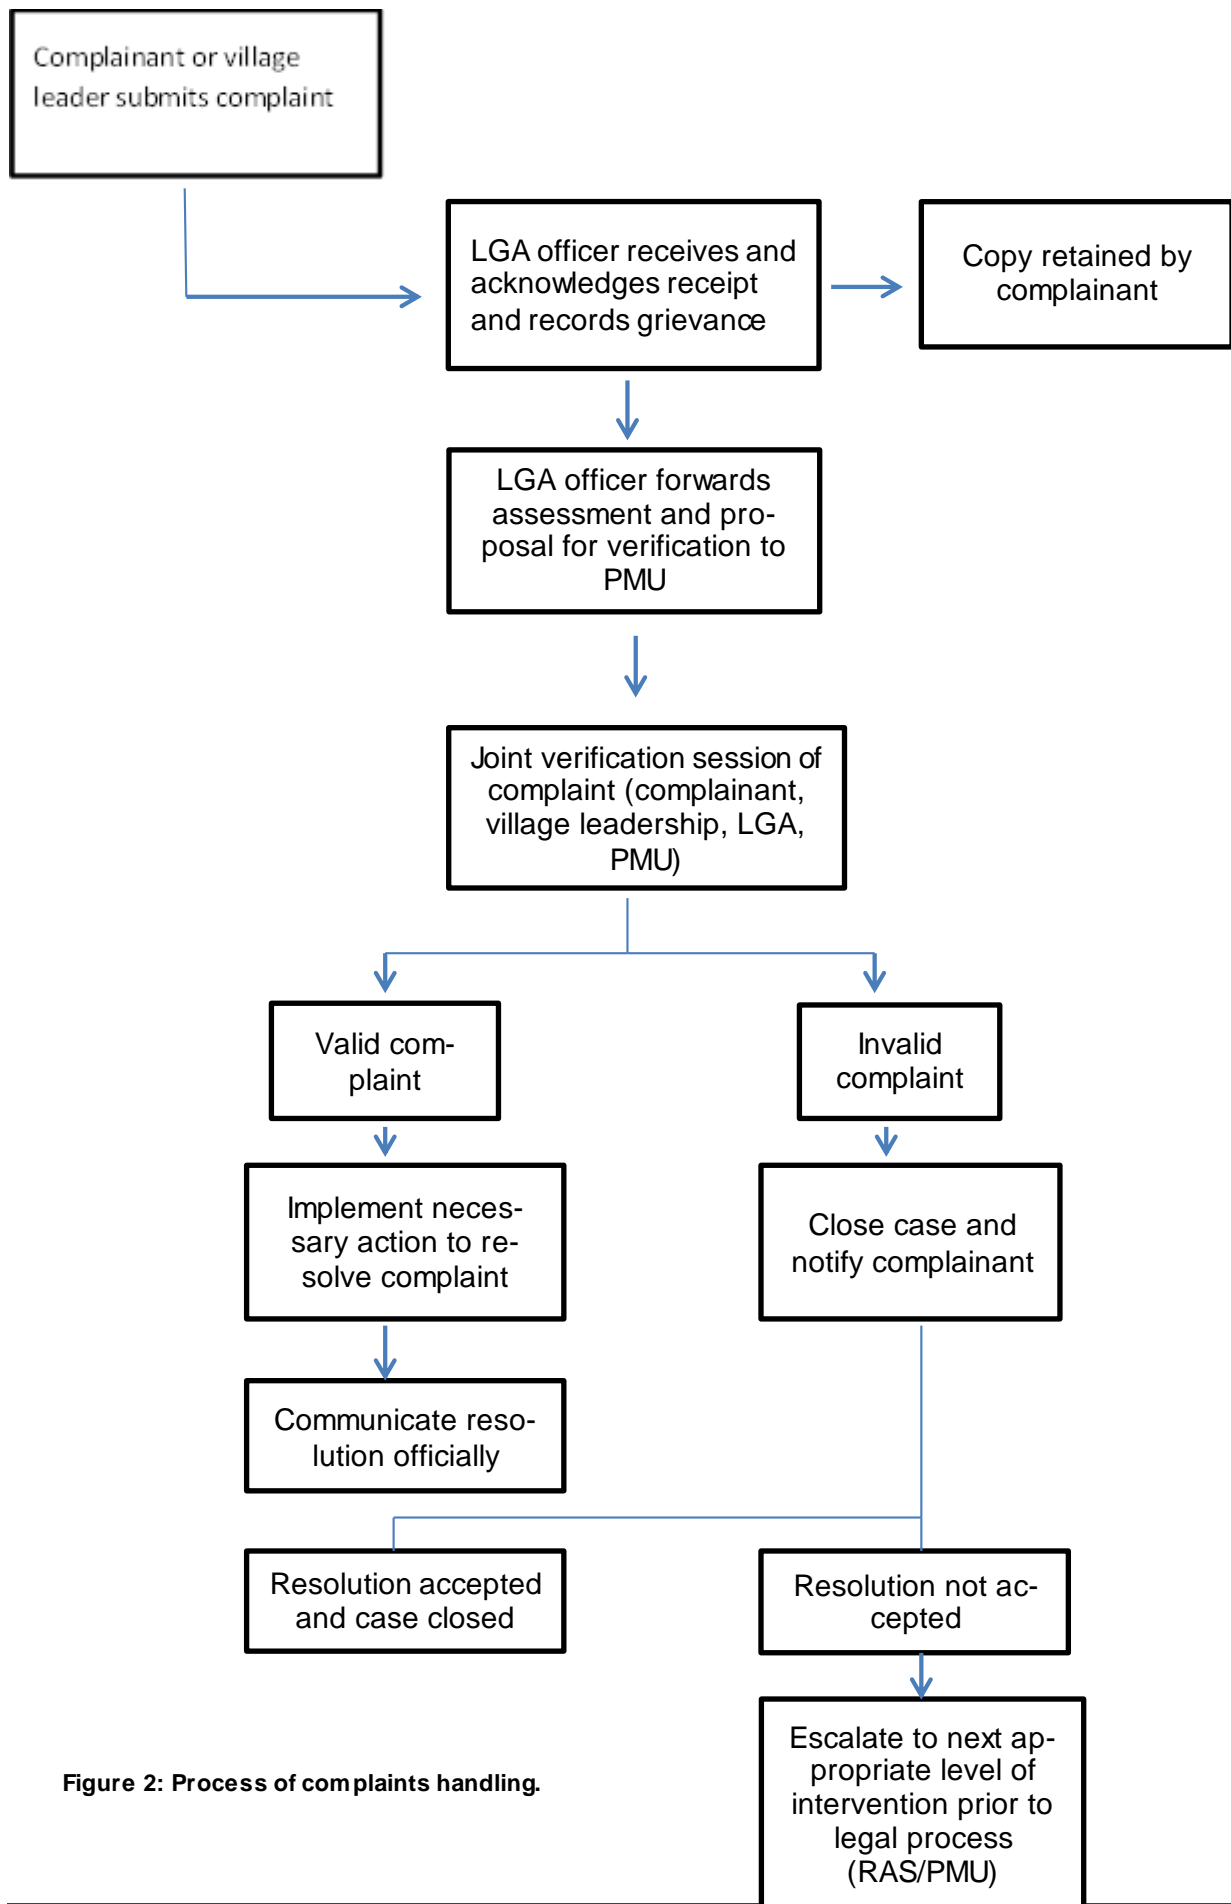 Complainant or village
leader submits complaint
LGA officer receives and
acknowledges receipt
and records grievance
Copy retained by
complainant
LGA officer forwards
assessment and pro-
posal for verification to
PMU
Joint verification session of
complaint (complainant,
village leadership, LGA,
PMU)
Valid com-
plaint
Invalid
complaint
Implement neces-
sary action to re-
solve complaint
Close case and
notify complainant
Communicate reso-
lution officially
Resolution accepted
and case closed
Resolution not ac-
cepted
Escalate to next ap-
propriate level of
intervention prior to
legal process
(RAS/PMU)
Figure 2: Process of complaints handling.